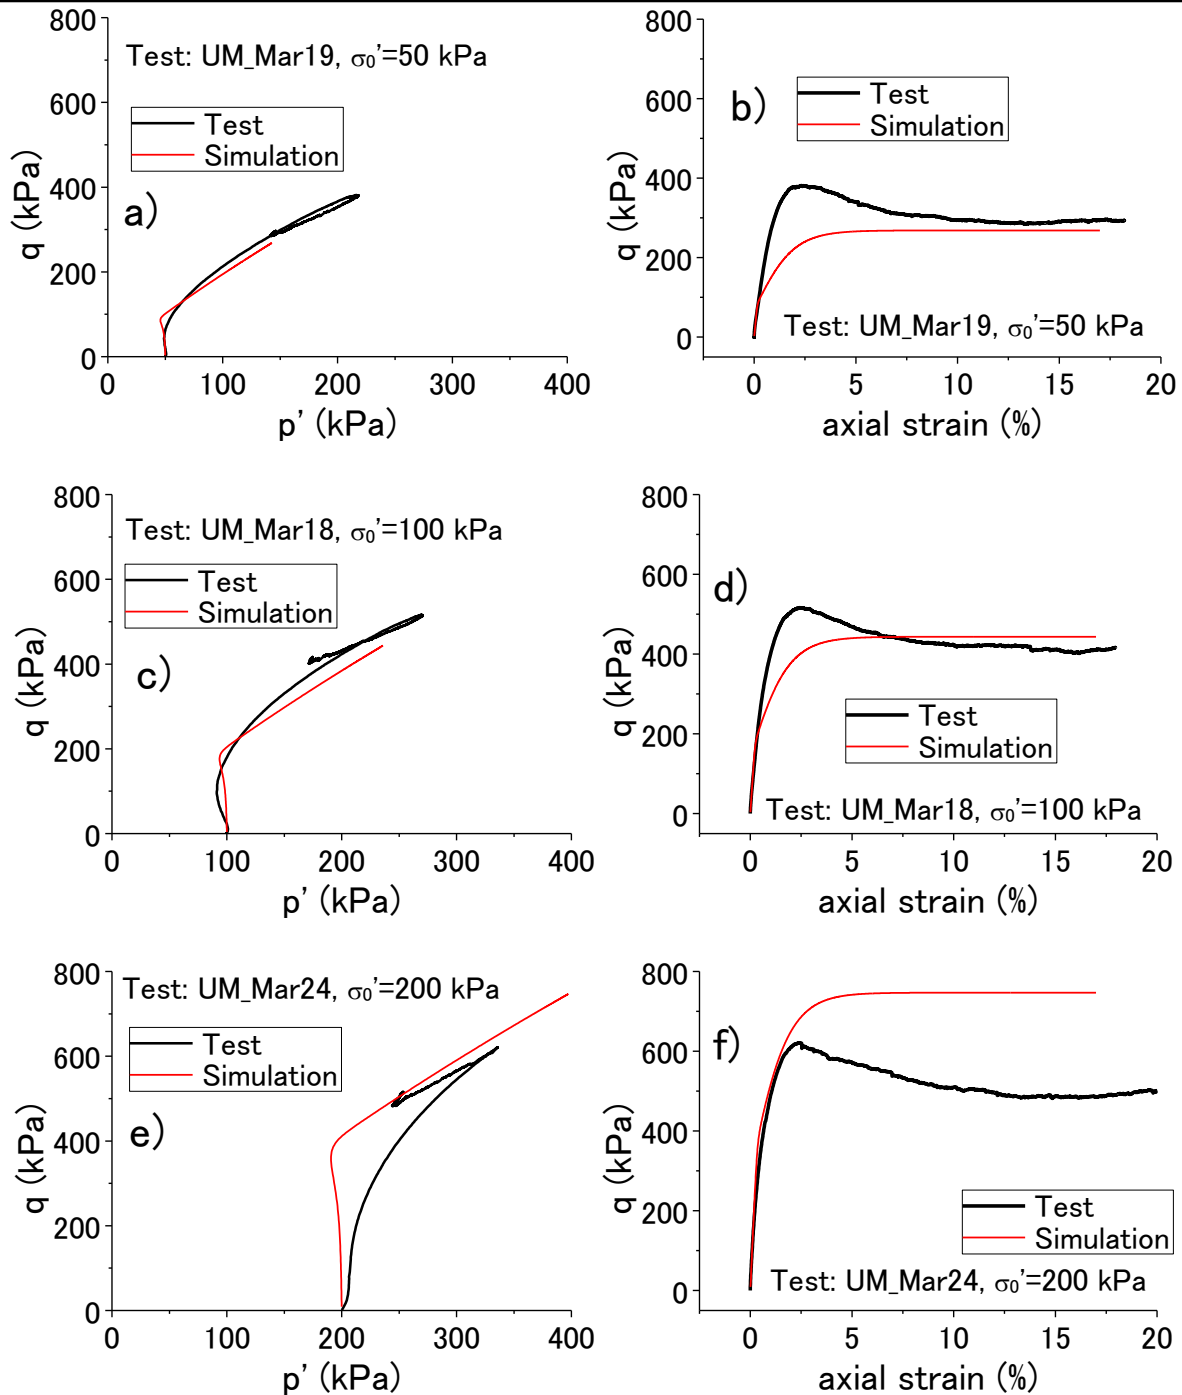 Test: UM_Mar19, σ0'=50 kPa
Test
Simulation
a)
q (kPa)
800
600
400
200
0
0
100
200
300
400
p' (kPa)
b)
Test
Simulation
Test: UM_Mar19, σ0'=50 kPa
q (kPa)
800
600
400
200
0
0
5
10
15
20
axial strain (%)
Test: UM_Mar18, σ0'=100 kPa
Test
Simulation
c)
q (kPa)
800
600
400
200
0
0
100
200
300
400
p' (kPa)
d)
Test
Simulation
Test: UM_Mar18, σ0'=100 kPa
q (kPa)
800
600
400
200
0
0
5
10
15
20
axial strain (%)
Test: UM_Mar24, σ0'=200 kPa
Test
Simulation
e)
q (kPa)
800
600
400
200
0
0
100
200
300
400
p' (kPa)
f)
Test
Simulation
Test: UM_Mar24, σ0'=200 kPa
q (kPa)
800
600
400
200
0
0
5
10
15
20
axial strain (%)